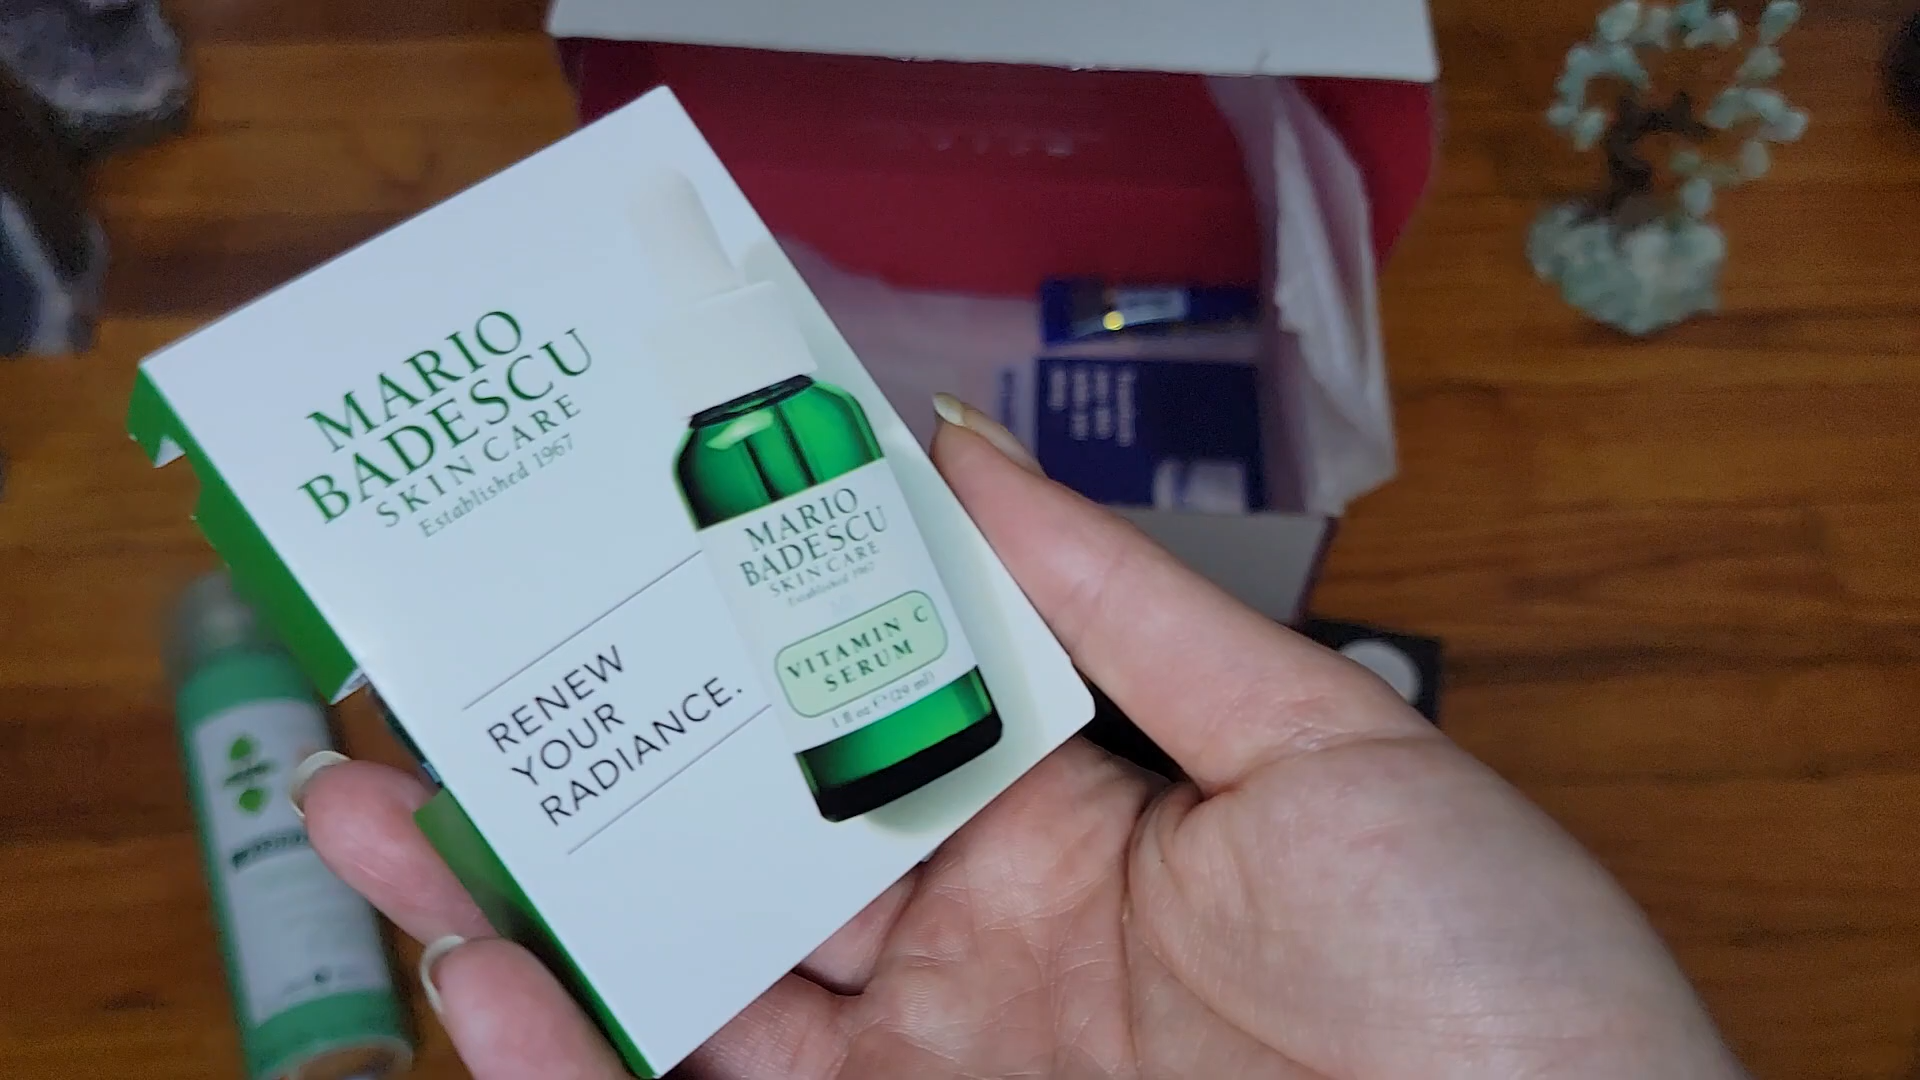 MARIO
BADESCU
SKIN CARE
Established 1967
RENEW
YOUR
RADIANCE.
MARIO
BADESCU
SKIN CARE
Established 1967
VITAMIN C
SERUM
1 fl oz ℮ (29 ml)